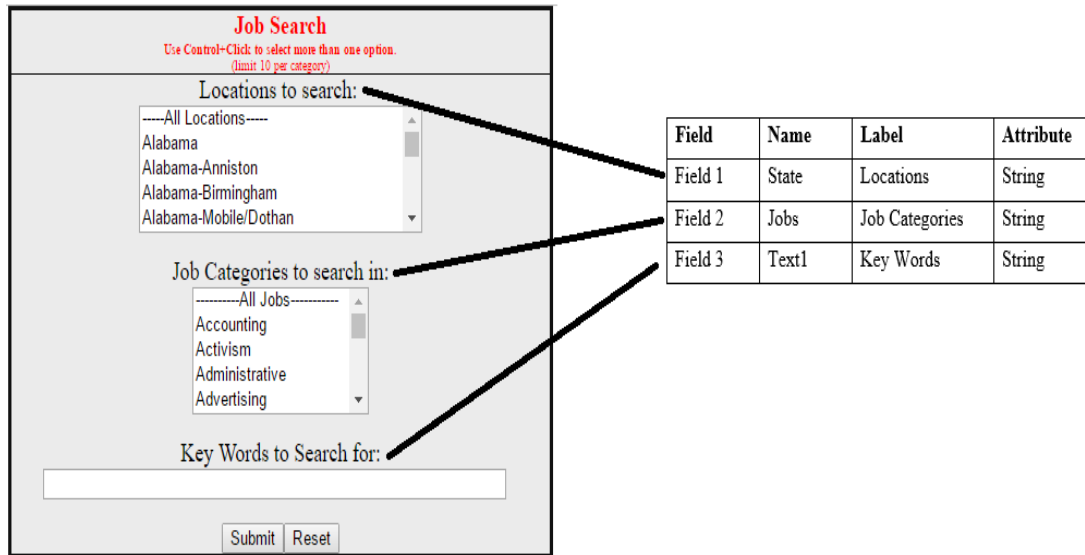 Job Search
Use Control+Click to select more than one option.
(limit 10 per category)
Locations to search:
-----All Locations-----
Alabama
Alabama-Anniston
Alabama-Birmingham
Alabama-Mobile/Dothan
Job Categories to search in:
----------All Jobs-----------
Accounting
Activism
Administrative
Advertising
Key Words to Search for:
Submit Reset
Field Name Label Attribute
Field 1 State Locations String
Field 2 Jobs Job Categories String
Field 3 Text1 Key Words String